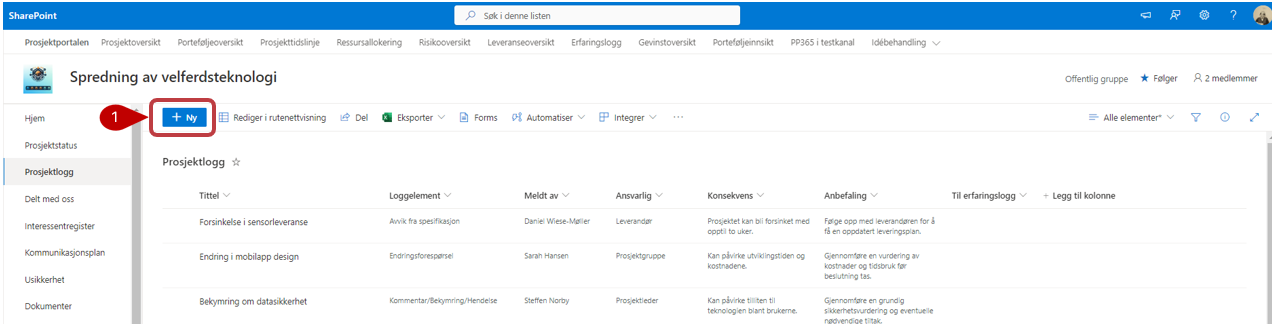 SharePoint
Søk i denne listen
?
Prosjektportalen Prosjektoversikt Porteføljeoversikt Prosjekttidslinje Ressursallokering Risikooversikt Leveranseoversikt Erfaringslogg Gevinstoversikt Porteføljeinnsikt PP365 i testkanal Idébehandling
Spredning av velferdsteknologi
Offentlig gruppe ★ Følger 2 medlemmer
1
+ Ny Rediger i rutenettvisning Del Eksporter Forms Automatiser Integrer ··· Alle elementer*
Hjem
Prosjektstatus
Prosjektlogg
Delt med oss
Interessentregister
Kommunikasjonsplan
Usikkerhet
Dokumenter
Prosjektlogg ☆
Tittel Loggelement Meldt av Ansvarlig Konsekvens Anbefaling Til erfaringslogg + Legg til kolonne
Forsinkelse i sensorleveranse Avvik fra spesifikasjon Daniel Wiese-Møller Leverandør Prosjektet kan bli forsinket med Følge opp med leverandøren for å
opptil to uker. få en oppdatert leveringsplan.
Endring i mobilapp design Endringsforespørsel Sarah Hansen Prosjektgruppe Kan påvirke utviklingstiden og Gjennomføre en vurdering av
kostnadene. kostnader og tidsbruk før
beslutning tas.
Bekymring om datasikkerhet Kommentar/Bekymring/Hendelse Steffen Norby Prosjektleder Kan påvirke tilliten til Gjennomføre en grundig
teknologien blant brukerne. sikkerhetsvurdering og eventuelle
nødvendige tiltak.